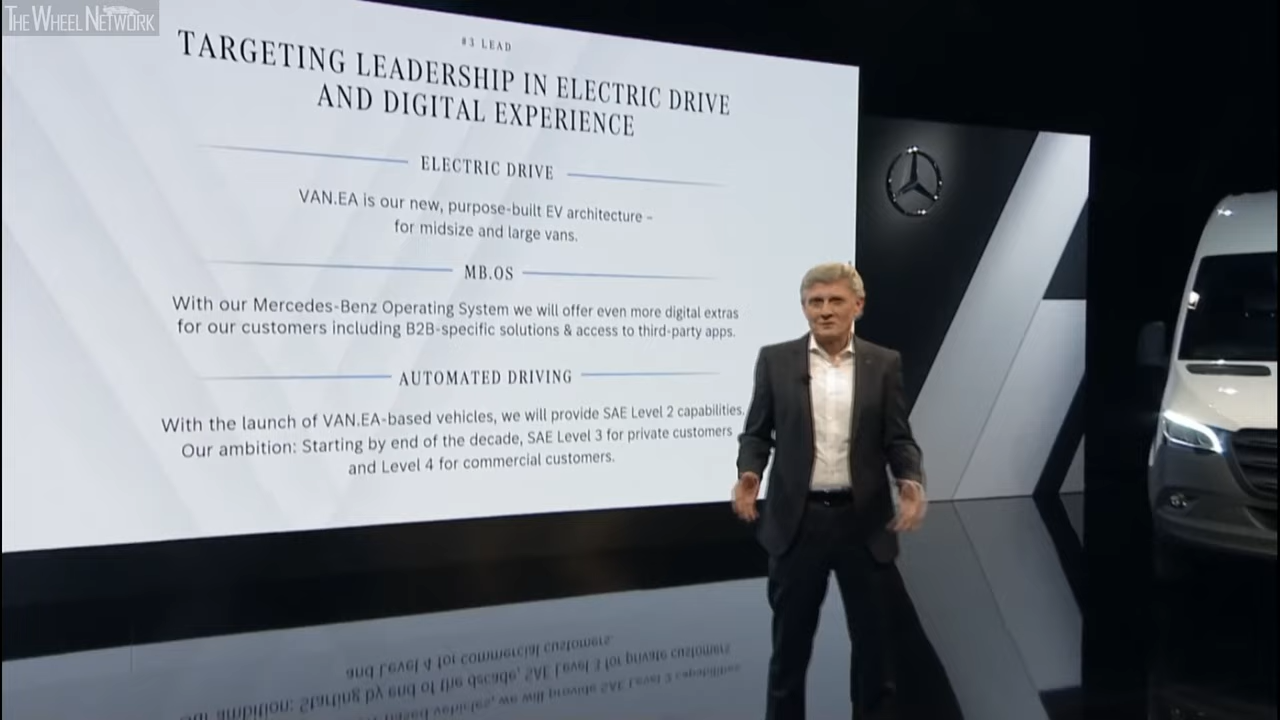 THE WHEEL NETWORK
#3 LEAD
TARGETING LEADERSHIP IN ELECTRIC DRIVE
AND DIGITAL EXPERIENCE
ELECTRIC DRIVE
VAN.EA is our new, purpose-built EV architecture –
for midsize and large vans.
MB.OS
With our Mercedes-Benz Operating System we will offer even more digital extras
for our customers including B2B-specific solutions & access to third-party apps.
AUTOMATED DRIVING
With the launch of VAN.EA-based vehicles, we will provide SAE Level 2 capabilities.
Our ambition: Starting by end of the decade, SAE Level 3 for private customers
and Level 4 for commercial customers.